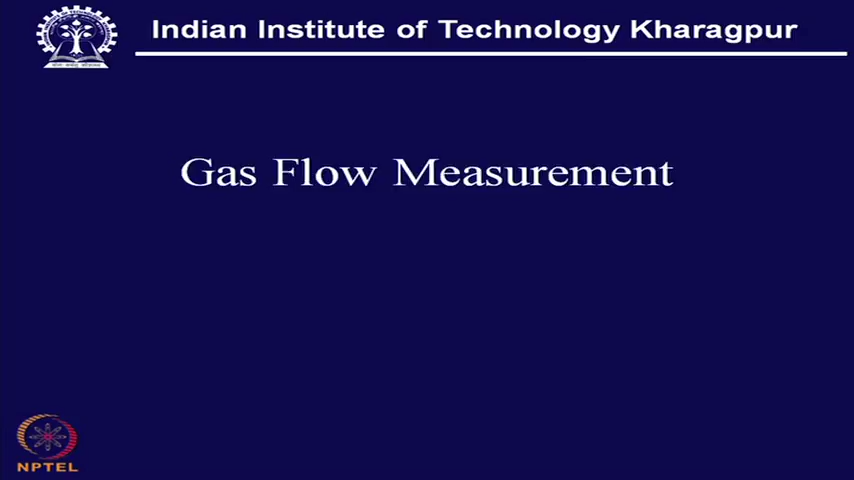 Indian Institute of Technology Kharagpur
Gas Flow Measurement
NPTEL